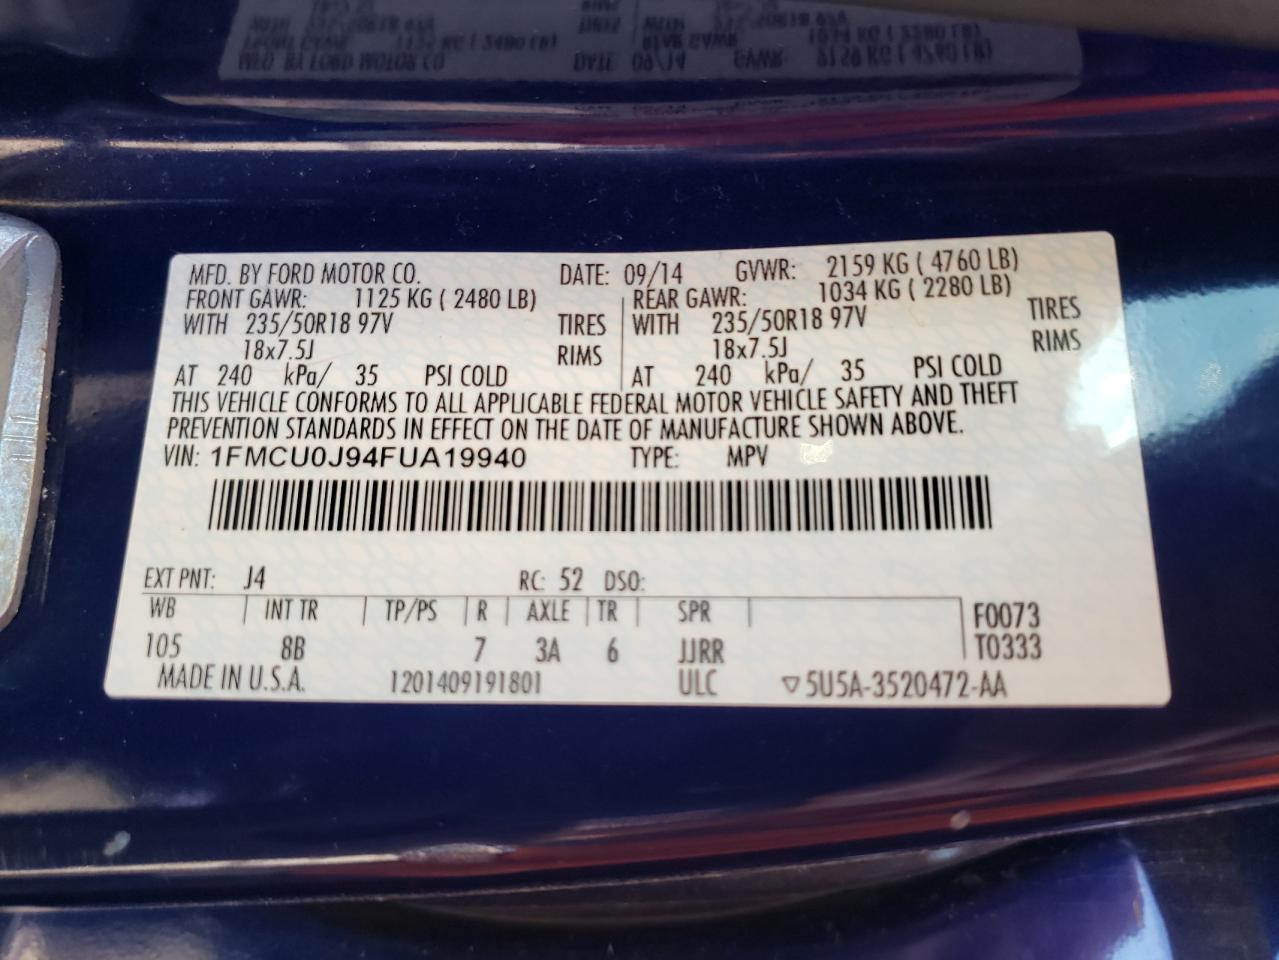 MFD. BY FORD MOTOR CO. DATE: 09/14 GVWR: 2159 KG ( 4760 LB)
FRONT GAWR: 1125 KG ( 2480 LB) REAR GAWR: 1034 KG ( 2280 LB)
WITH 235/50R18 97V TIRES WITH 235/50R18 97V TIRES
18x7.5J RIMS 18x7.5J RIMS
AT 240 kPa/ 35 PSI COLD AT 240 kPa/ 35 PSI COLD
THIS VEHICLE CONFORMS TO ALL APPLICABLE FEDERAL MOTOR VEHICLE SAFETY AND THEFT
PREVENTION STANDARDS IN EFFECT ON THE DATE OF MANUFACTURE SHOWN ABOVE.
VIN: 1FMCU0J94FUA19940 TYPE: MPV
EXT PNT: J4 RC: 52 DSO:
WB INT TR TP/PS R AXLE TR SPR F0073
105 8B 7 3A 6 JJRR T0333
MADE IN U.S.A. 1201409191801 ULC ▽5U5A-3520472-AA